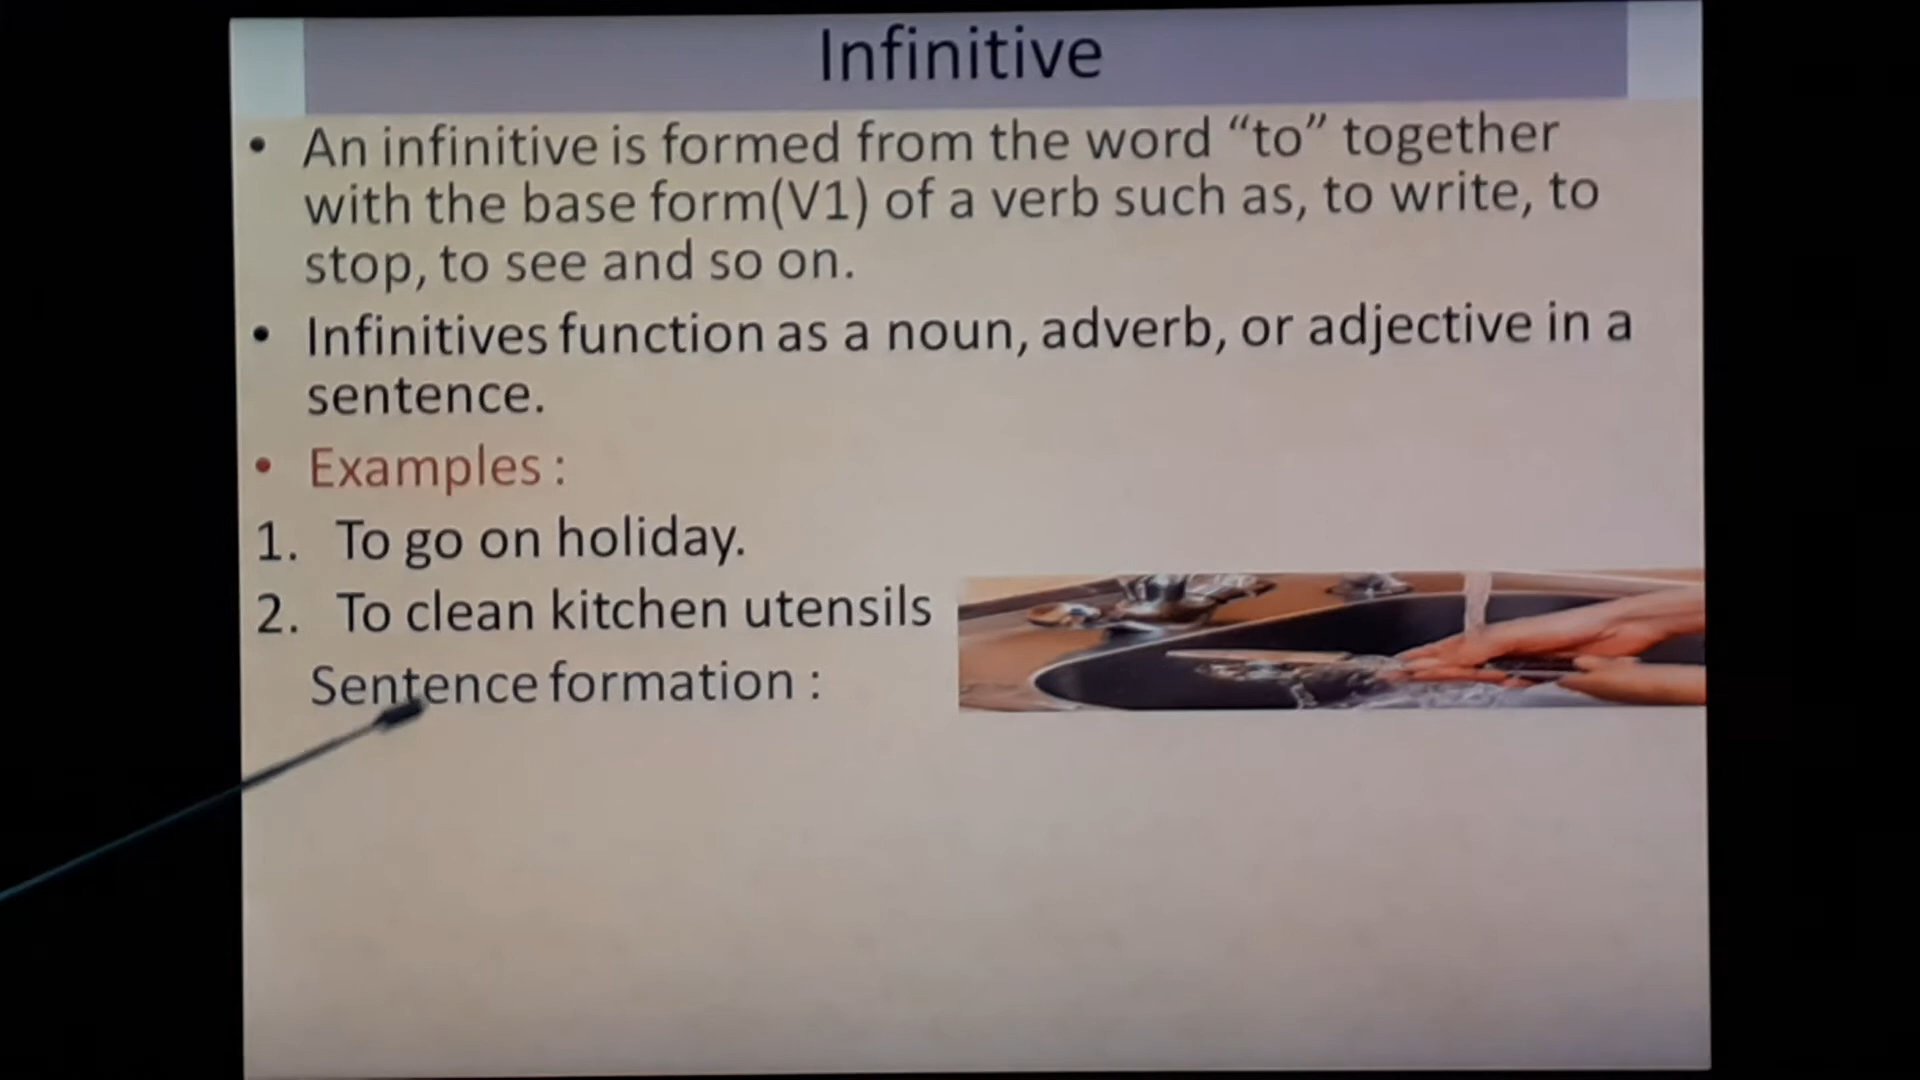 Infinitive
• An infinitive is formed from the word “to” together
with the base form(V1) of a verb such as, to write, to
stop, to see and so on.
• Infinitives function as a noun, adverb, or adjective in a
sentence.
• Examples :
1. To go on holiday.
2. To clean kitchen utensils
Sentence formation :